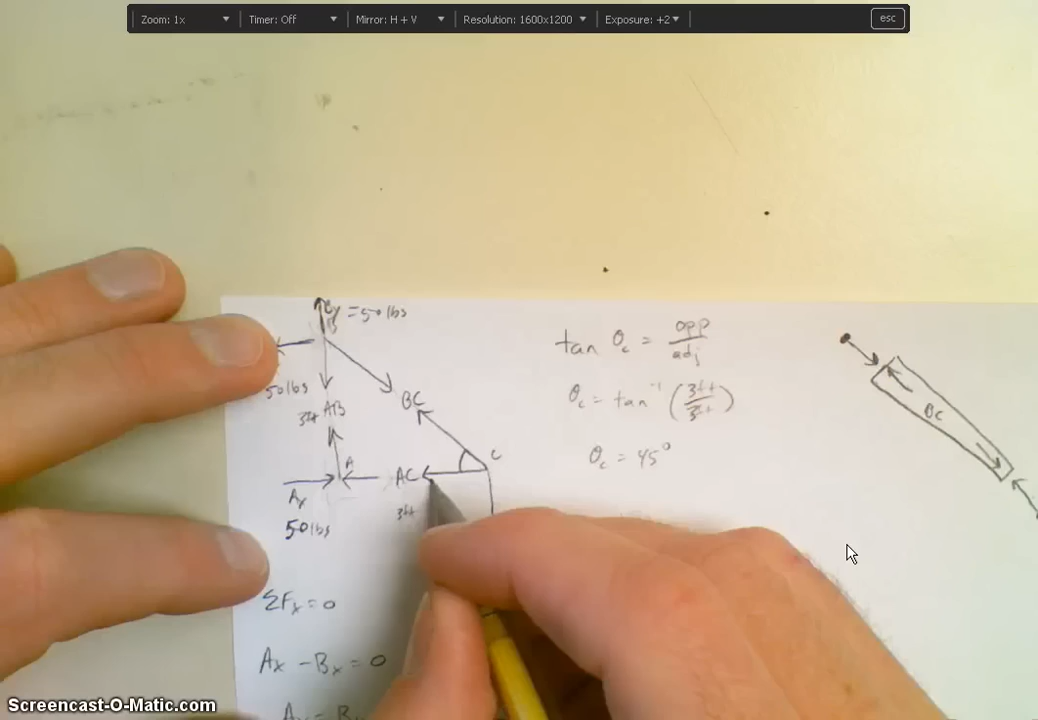 Zoom: 1x Timer: Off Mirror: H + V Resolution: 1600x1200 Exposure: +2 esc
By = 50 lbs
B
50 lbs
AB
3ft
BC
C
A
AC
Ax
3ft
50 lbs
ΣFx = 0
Ax - Bx = 0
tan θc = opp/adj
θc = tan⁻¹ (3ft/3ft)
θc = 45°
BC
Screencast-O-Matic.com